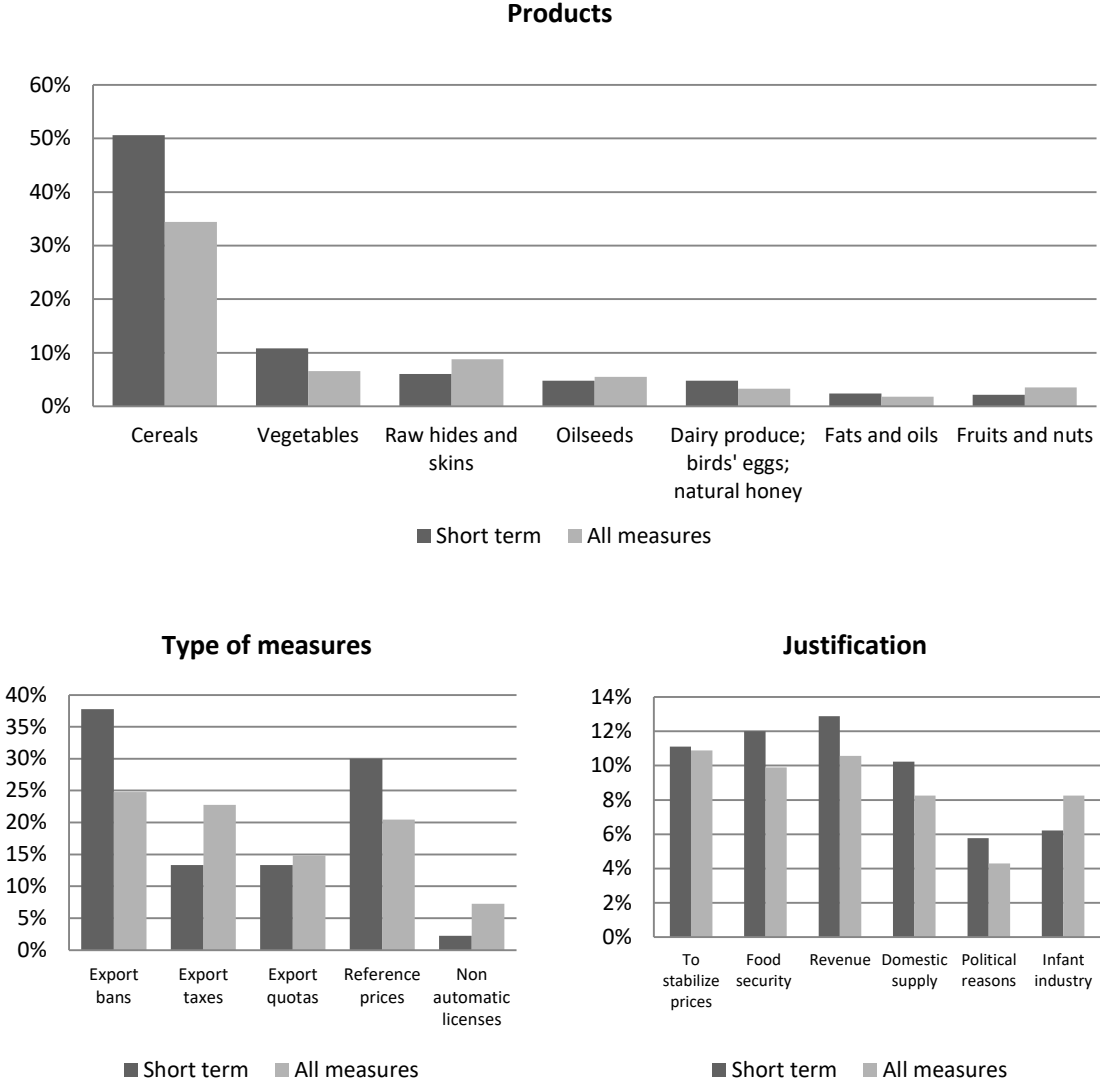 Products
60%
50%
40%
30%
20%
10%
0%
Cereals Vegetables Raw hides and skins Oilseeds Dairy produce; birds' eggs; natural honey Fats and oils Fruits and nuts
Short term All measures
Type of measures
40%
35%
30%
25%
20%
15%
10%
5%
0%
Export bans
Export taxes
Export quotas
Reference prices
Non automatic licenses
Short term All measures
Justification
14%
12%
10%
8%
6%
4%
2%
0%
To stabilize prices
Food security
Revenue
Domestic supply
Political reasons
Infant industry
Short term All measures